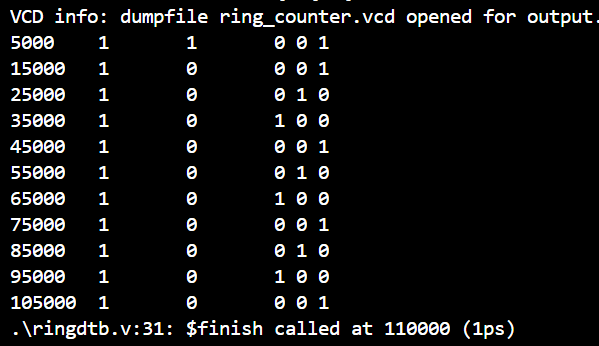 VCD info: dumpfile ring_counter.vcd opened for output.
5000 1 1 0 0 1
15000 1 0 0 0 1
25000 1 0 0 1 0
35000 1 0 1 0 0
45000 1 0 0 0 1
55000 1 0 0 1 0
65000 1 0 1 0 0
75000 1 0 0 0 1
85000 1 0 0 1 0
95000 1 0 1 0 0
105000 1 0 0 0 1
.\ringdtb.v:31: $finish called at 110000 (1ps)